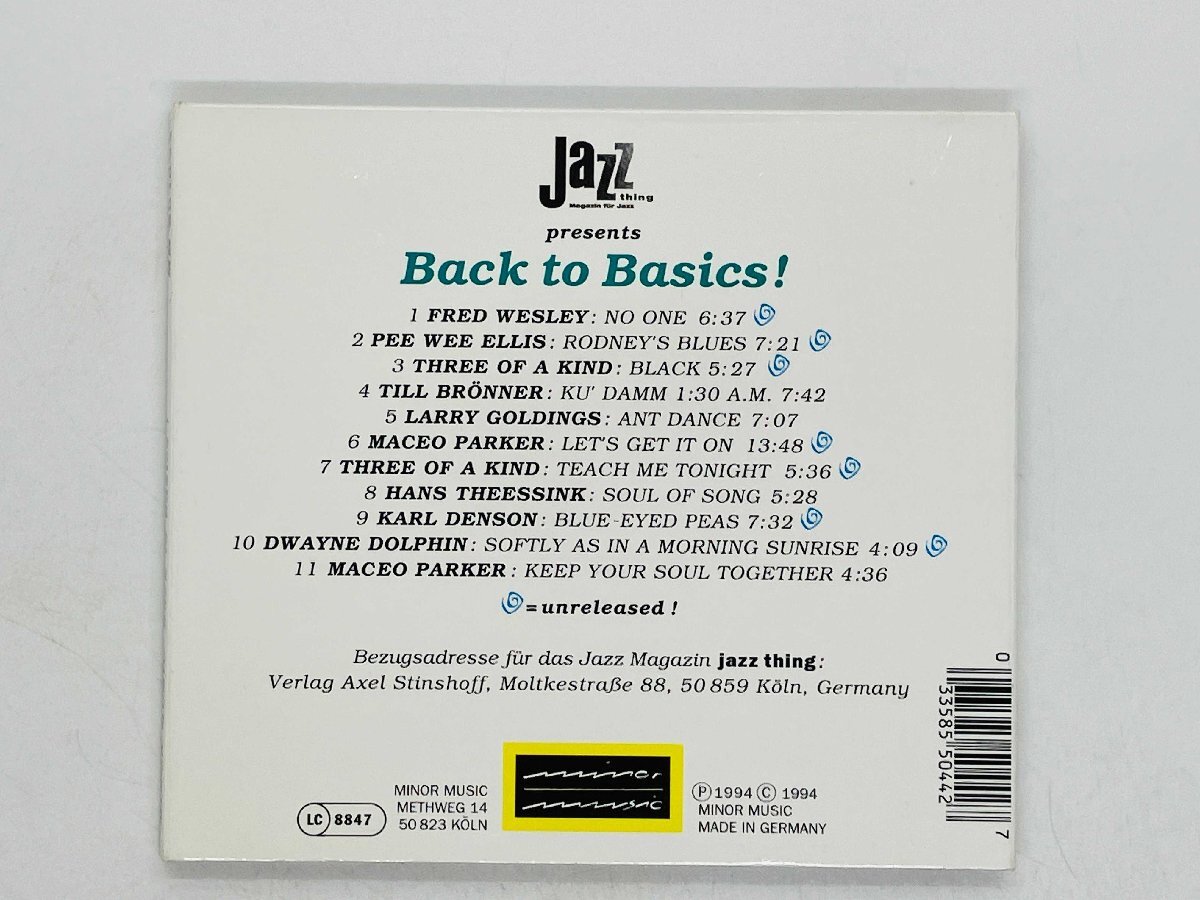 Jazz
thing
Magazin für Jazz
presents
Back to Basics!
1 FRED WESLEY: NO ONE 6:37
2 PEE WEE ELLIS: RODNEY'S BLUES 7:21
3 THREE OF A KIND: BLACK 5:27
4 TILL BRÖNNER: KU' DAMM 1:30 A.M. 7:42
5 LARRY GOLDINGS: ANT DANCE 7:07
6 MACEO PARKER: LET'S GET IT ON 13:48
7 THREE OF A KIND: TEACH ME TONIGHT 5:36
8 HANS THEESSINK: SOUL OF SONG 5:28
9 KARL DENSON: BLUE-EYED PEAS 7:32
10 DWAYNE DOLPHIN: SOFTLY AS IN A MORNING SUNRISE 4:09
11 MACEO PARKER: KEEP YOUR SOUL TOGETHER 4:36
=unreleased!
Bezugsadresse für das Jazz Magazin jazz thing:
Verlag Axel Stinshoff, Moltkestraße 88, 50 859 Köln, Germany
LC 8847
MINOR MUSIC
METHWEG 14
50 823 KÖLN
minor
music
Ⓟ 1994 © 1994
MINOR MUSIC
MADE IN GERMANY
0 33585 50442 7